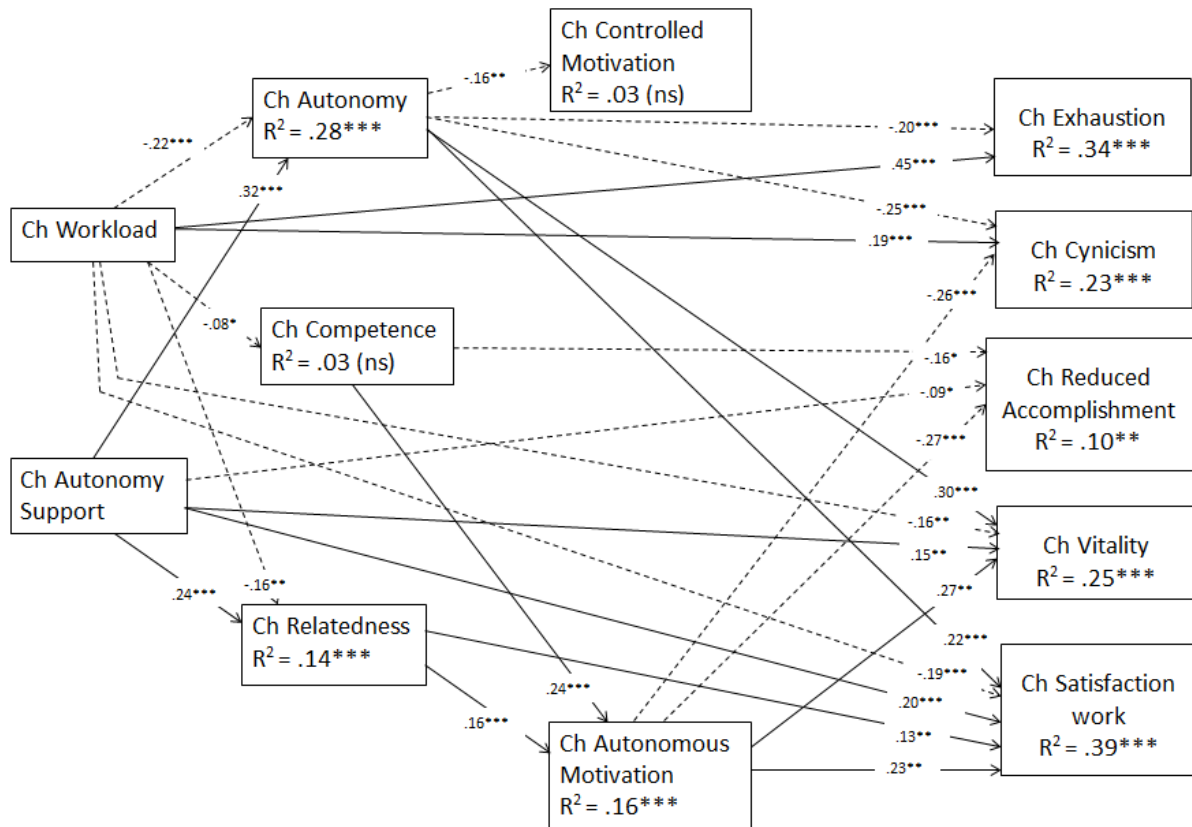 Ch Controlled
Motivation
R² = .03 (ns)
-.16**
Ch Autonomy
R² = .28***
-.22***
.32***
Ch Exhaustion
R² = .34***
-.20***
.45***
Ch Workload
-.25***
.19***
Ch Cynicism
R² = .23***
-.26***
-.08*
Ch Competence
R² = .03 (ns)
-.16*
-.09*
-.27***
Ch Reduced
Accomplishment
R² = .10**
Ch Autonomy
Support
.30***
-.16**
.15**
.27**
Ch Vitality
R² = .25***
.24***
-.16**
Ch Relatedness
R² = .14***
.16***
.24***
.22***
-.19***
.20***
.13**
.23**
Ch Satisfaction
work
R² = .39***
Ch Autonomous
Motivation
R² = .16***